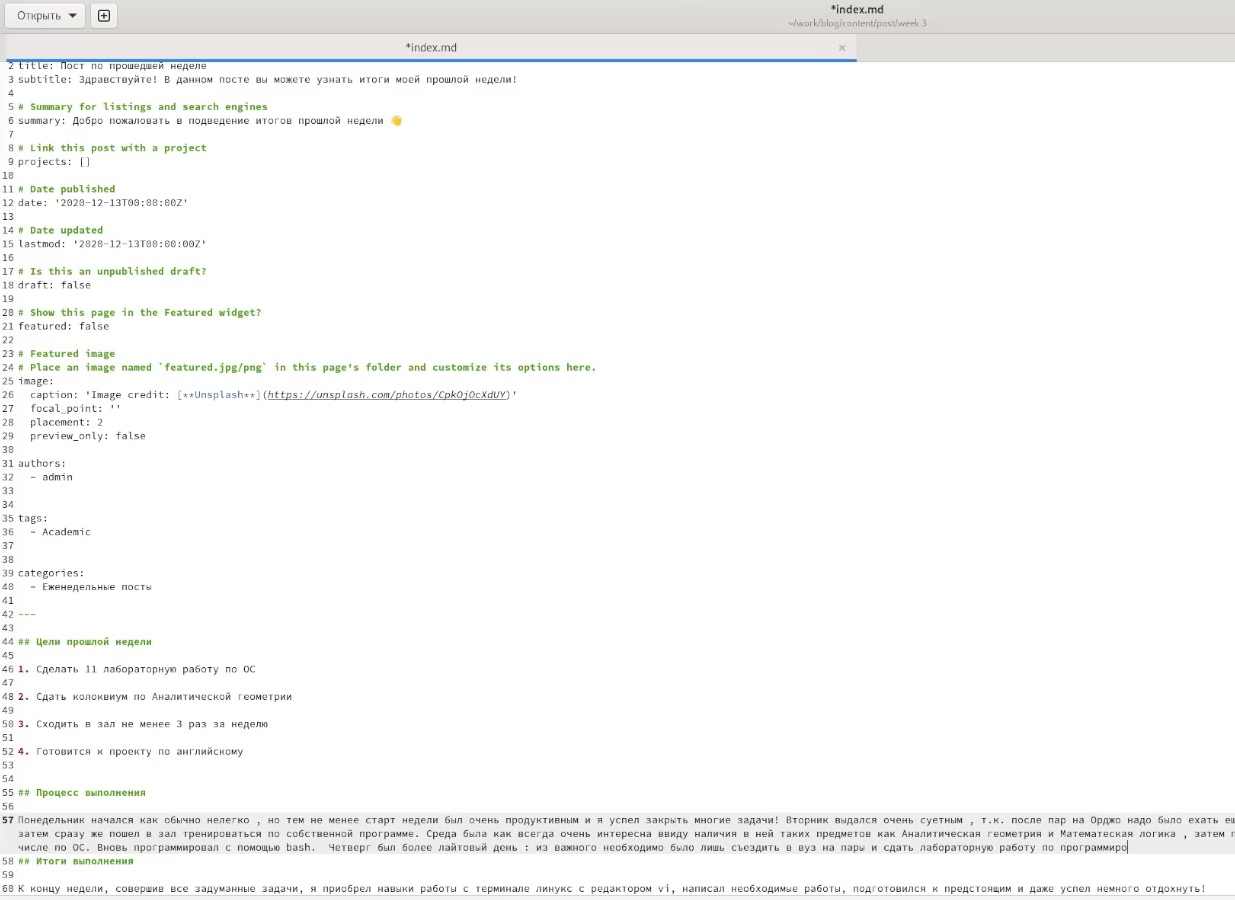 Открыть
*index.md
~/work/blog/content/post/week 3
*index.md ×
2 title: Пост по прошедшей неделе
3 subtitle: Здравствуйте! В данном посте вы можете узнать итоги моей прошлой недели!
4
5 # Summary for listings and search engines
6 summary: Добро пожаловать в подведение итогов прошлой недели 👋
7
8 # Link this post with a project
9 projects: []
10
11 # Date published
12 date: '2020-12-13T00:00:00Z'
13
14 # Date updated
15 lastmod: '2020-12-13T00:00:00Z'
16
17 # Is this an unpublished draft?
18 draft: false
19
20 # Show this page in the Featured widget?
21 featured: false
22
23 # Featured image
24 # Place an image named `featured.jpg/png` in this page's folder and customize its options here.
25 image:
26 caption: 'Image credit: [**Unsplash**](https://unsplash.com/photos/CpkOjOcXdUY)'
27 focal_point: ''
28 placement: 2
29 preview_only: false
30
31 authors:
32 - admin
33
34
35 tags:
36 - Academic
37
38
39 categories:
40 - Еженедельные посты
41
42 ---
43
44 ## Цели прошлой недели
45
46 1. Сделать 11 лабораторную работу по ОС
47
48 2. Сдать колоквиум по Аналитической геометрии
49
50 3. Сходить в зал не менее 3 раз за неделю
51
52 4. Готовится к проекту по английскому
53
54
55 ## Процесс выполнения
56
57 Понедельник начался как обычно нелегко , но тем не менее старт недели был очень продуктивным и я успел закрыть многие задачи! Вторник выдался очень суетным , т.к. после пар на Орджо надо было ехать ещ
затем сразу же пошел в зал тренироваться по собственной программе. Среда была как всегда очень интересна ввиду наличия в ней таких предметов как Аналитическая геометрия и Математеская логика , затем п
числе по ОС. Вновь программировал с помощью bash. Четверг был более лайтовый день : из важного необходимо было лишь съездить в вуз на пары и сдать лабораторную работу по программиро
58 ## Итоги выполнения
59
60 К концу недели, совершив все задуманные задачи, я приобрел навыки работы с терминале линукс с редактором vi, написал необходимые работы, подготовился к предстоящим и даже успел немного отдохнуть!